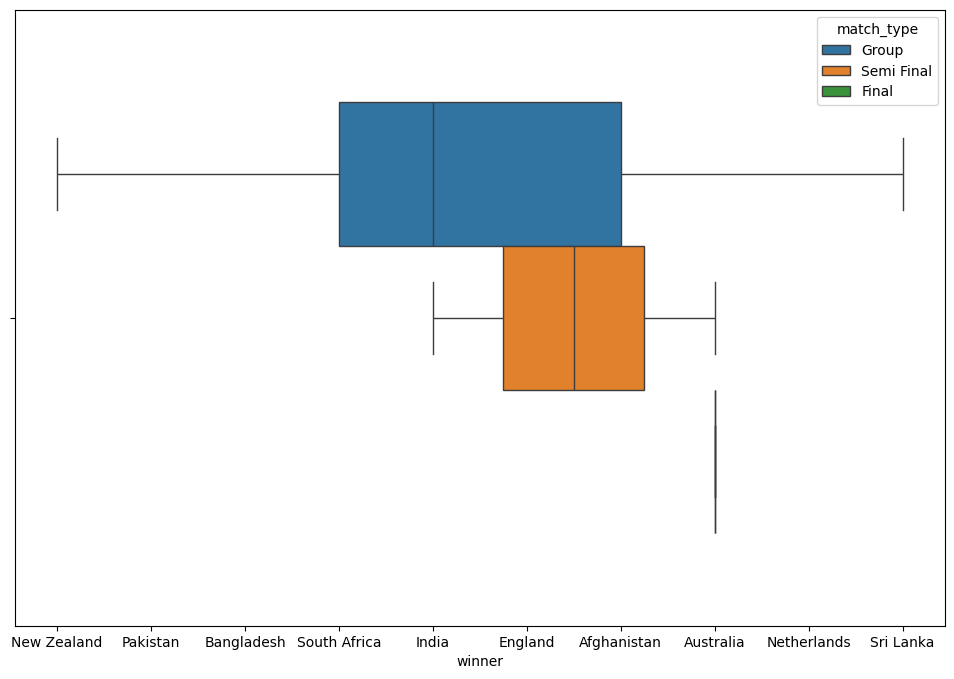 match_type
Group
Semi Final
Final
New Zealand Pakistan Bangladesh South Africa India England Afghanistan Australia Netherlands Sri Lanka
winner